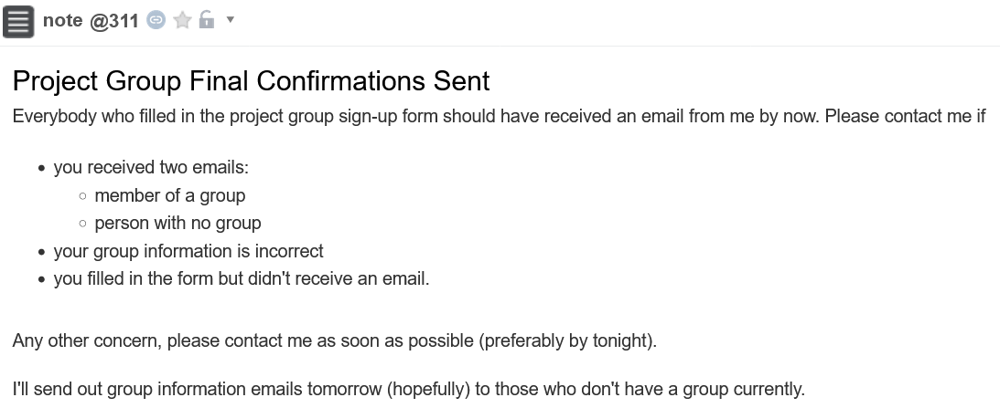 note @311
Project Group Final Confirmations Sent
Everybody who filled in the project group sign-up form should have received an email from me by now. Please contact me if
you received two emails:
member of a group
person with no group
your group information is incorrect
you filled in the form but didn't receive an email.
Any other concern, please contact me as soon as possible (preferably by tonight).
I'll send out group information emails tomorrow (hopefully) to those who don't have a group currently.